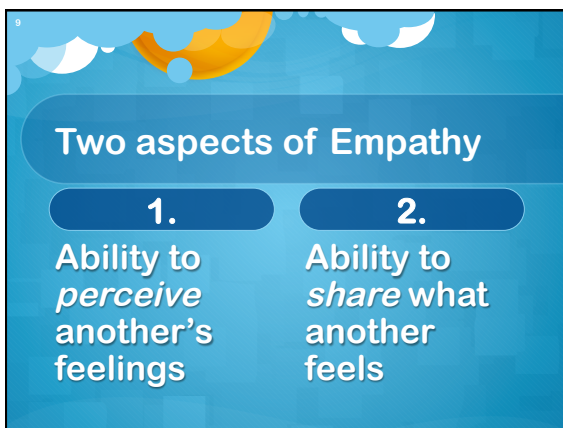 9
Two aspects of Empathy
1.
Ability to
perceive
another's
feelings
2.
Ability to
share what
another
feels